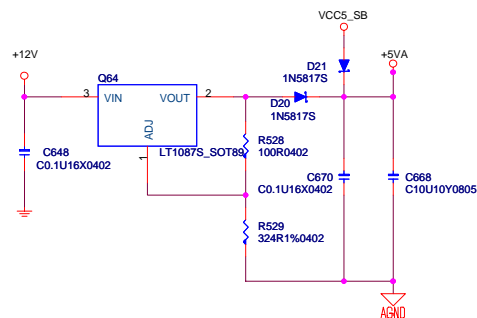 VCC5_SB
+12V
+5VA
D21
1N5817S
Q64
3
VIN
VOUT
2
D20
1N5817S
ADJ
LT1087S_SOT89
1
R528
100R0402
C648
C0.1U16X0402
C670
C0.1U16X0402
C668
C10U10Y0805
R529
324R1%0402
AGND